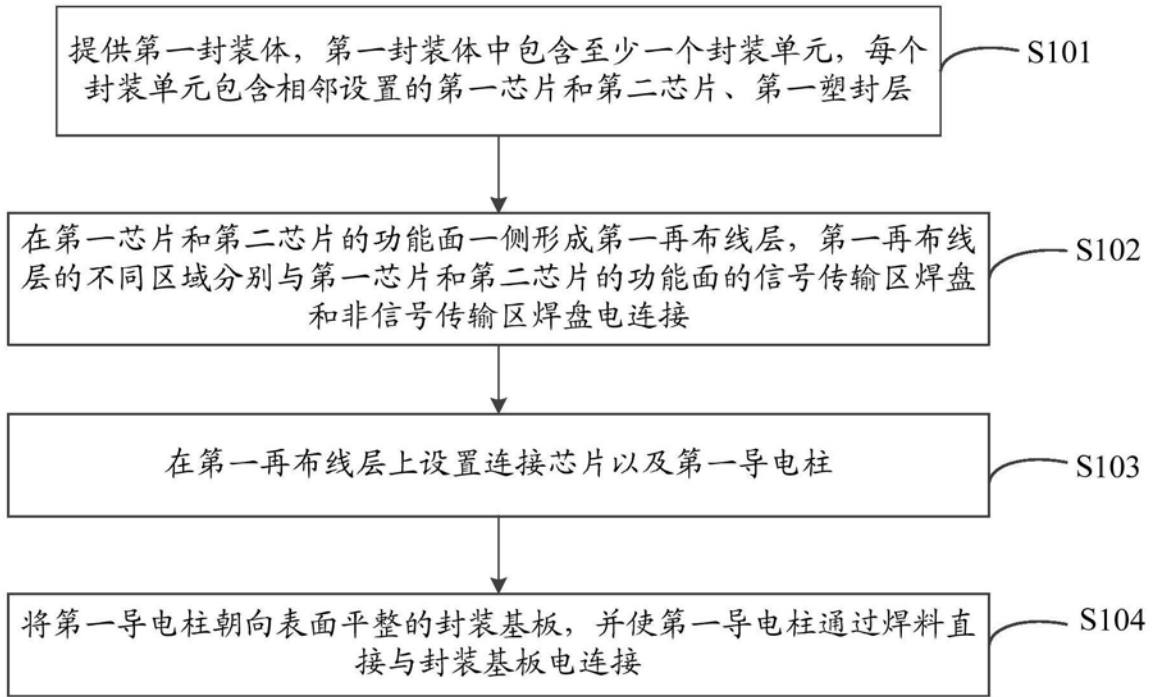 提供第一封装体，第一封装体中包含至少一个封装单元，每个
封装单元包含相邻设置的第一芯片和第二芯片、第一塑封层
S101
在第一芯片和第二芯片的功能面一侧形成第一再布线层，第一再布线
层的不同区域分别与第一芯片和第二芯片的功能面的信号传输区焊盘
和非信号传输区焊盘电连接
S102
在第一再布线层上设置连接芯片以及第一导电柱
S103
将第一导电柱朝向表面平整的封装基板，并使第一导电柱通过焊料直
接与封装基板电连接
S104